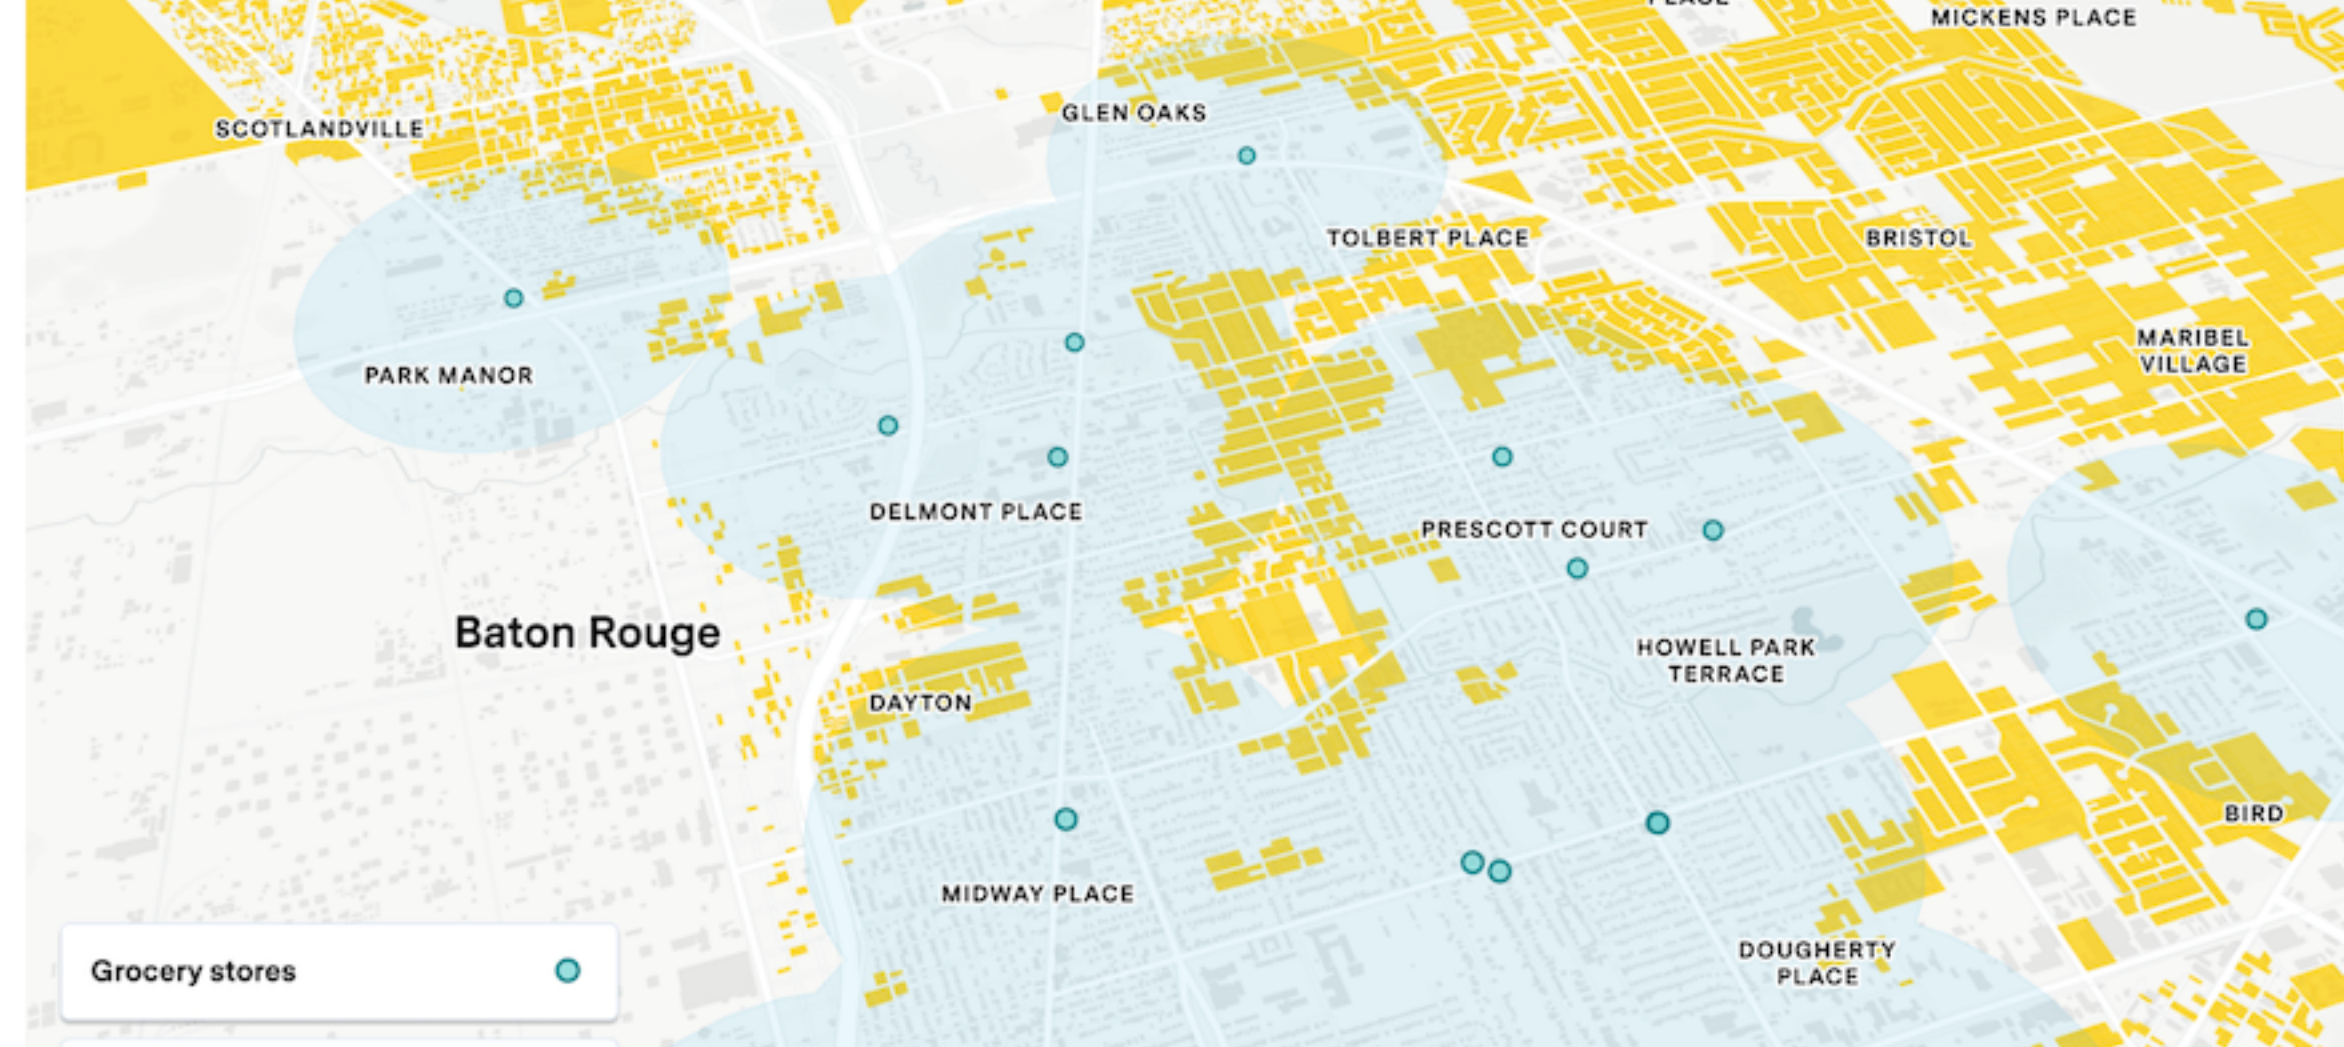 PLACE
MICKENS PLACE
GLEN OAKS
SCOTLANDVILLE
TOLBERT PLACE
BRISTOL
MARIBEL
VILLAGE
PARK MANOR
DELMONT PLACE
PRESCOTT COURT
Baton Rouge
HOWELL PARK
TERRACE
DAYTON
BIRD
MIDWAY PLACE
DOUGHERTY
PLACE
Grocery stores